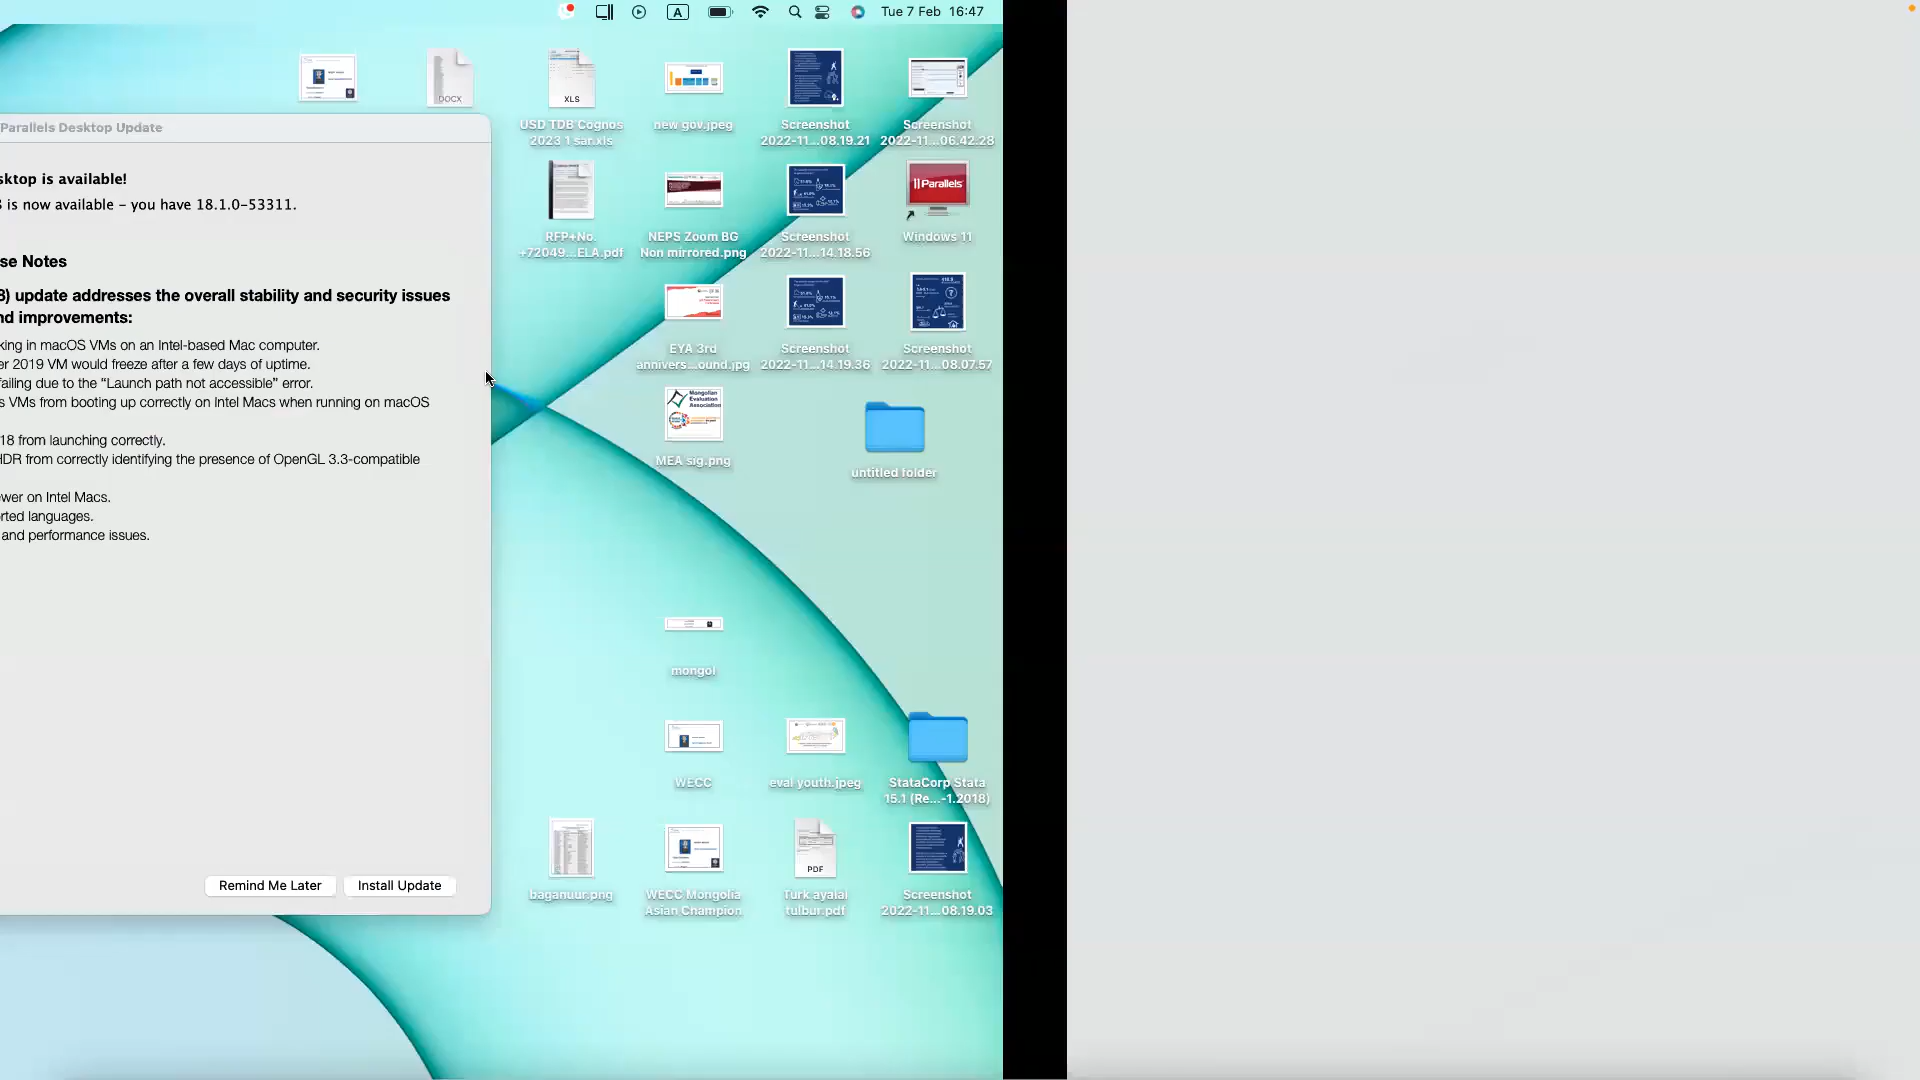 A
Tue 7 Feb 16:47
Parallels Desktop Update
sktop is available!
is now available – you have 18.1.0-53311.
se Notes
8) update addresses the overall stability and security issues
nd improvements:
king in macOS VMs on an Intel-based Mac computer.
er 2019 VM would freeze after a few days of uptime.
failing due to the “Launch path not accessible” error.
s VMs from booting up correctly on Intel Macs when running on macOS
18 from launching correctly.
HDR from correctly identifying the presence of OpenGL 3.3-compatible
ewer on Intel Macs.
orted languages.
and performance issues.
Remind Me Later
Install Update
DOCX
XLS
USD TDB Cognos
2023 1 sar.xls
new gov.jpeg
Screenshot
2022-11...08.19.21
Screenshot
2022-11...06.42.28
RFP+No.
+72049...ELA.pdf
NEPS Zoom BG
Non mirrored.png
Screenshot
2022-11...14.18.56
Parallels
Windows 11
EYA 3rd
annivers...ound.jpg
Screenshot
2022-11...14.19.36
Screenshot
2022-11...08.07.57
Mongolian
Evaluation
Association
MEA sig.png
untitled folder
mongol
WECC
eval youth.jpeg
StataCorp Stata
15.1 (Re...-1.2018)
baganuur.png
WECC Mongolia
Asian Champion
PDF
Turk ayalal
tulbur.pdf
Screenshot
2022-11...08.19.03